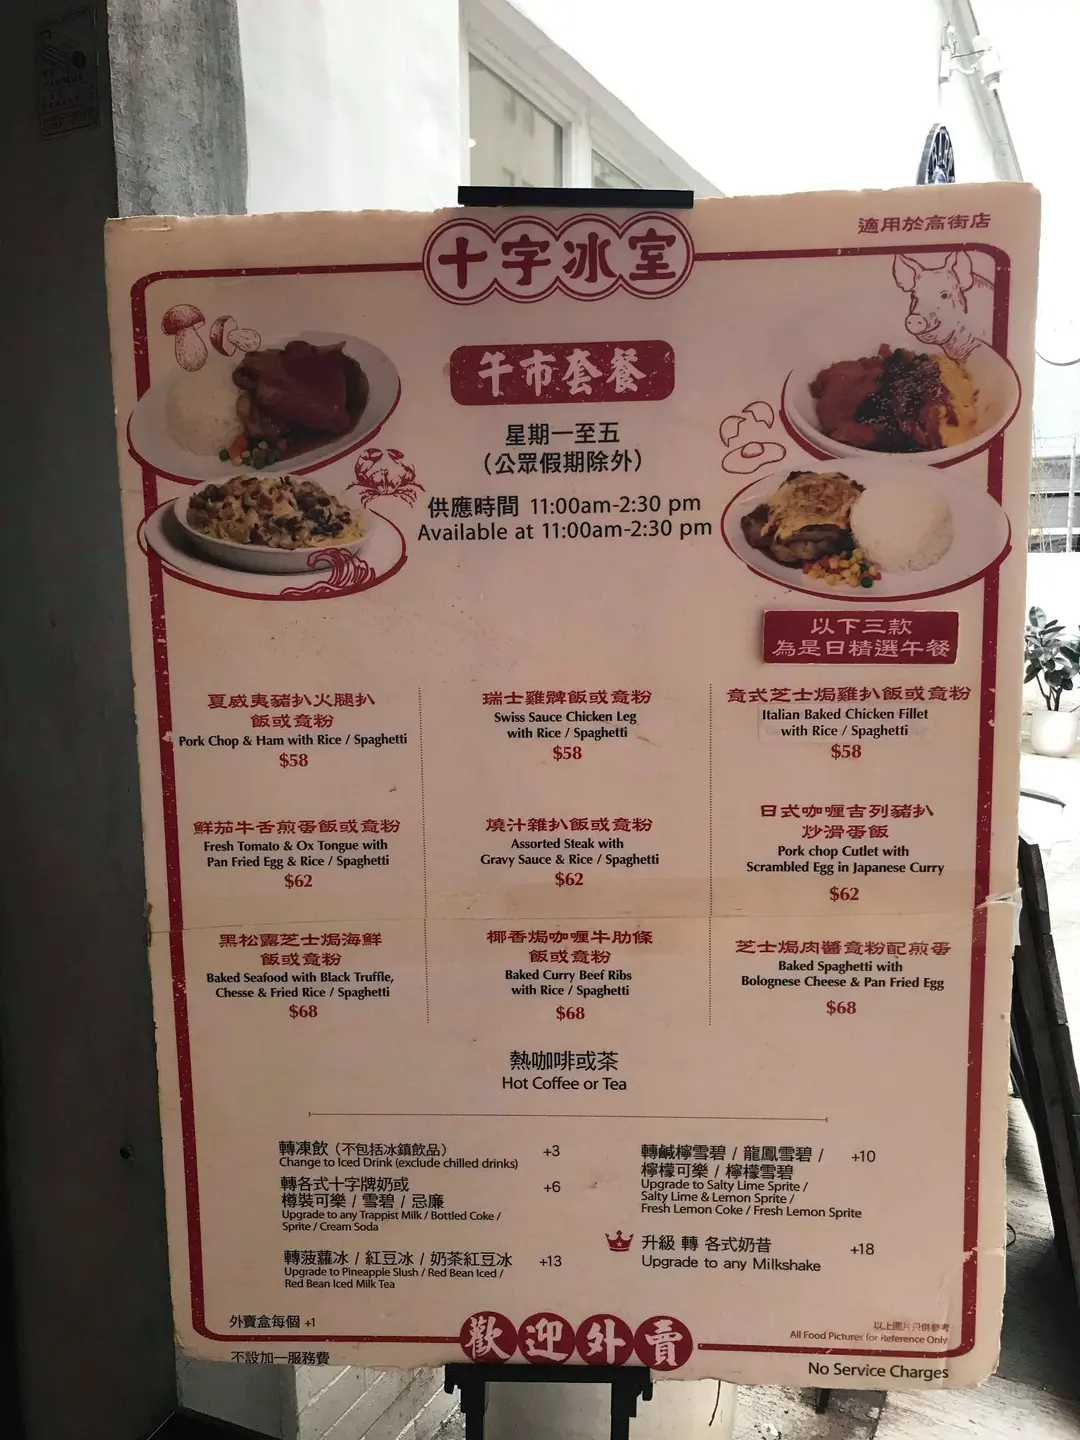 適用於高街店
十字冰室
午市套餐
星期一至五
（公眾假期除外）
供應時間 11:00am-2:30 pm
Available at 11:00am-2:30 pm
以下三款
為是日精選午餐
夏威夷豬扒火腿扒
飯或意粉
Pork Chop & Ham with Rice / Spaghetti
$58
瑞士雞髀飯或意粉
Swiss Sauce Chicken Leg
with Rice / Spaghetti
$58
意式芝士焗雞扒飯或意粉
Italian Baked Chicken Fillet
with Rice / Spaghetti
$58
鮮茄牛舌煎蛋飯或意粉
Fresh Tomato & Ox Tongue with
Pan Fried Egg & Rice / Spaghetti
$62
燒汁雜扒飯或意粉
Assorted Steak with
Gravy Sauce & Rice / Spaghetti
$62
日式咖喱吉列豬扒
炒滑蛋飯
Pork chop Cutlet with
Scrambled Egg in Japanese Curry
$62
黑松露芝士焗海鮮
飯或意粉
Baked Seafood with Black Truffle,
Chesse & Fried Rice / Spaghetti
$68
椰香焗咖喱牛肋條
飯或意粉
Baked Curry Beef Ribs
with Rice / Spaghetti
$68
芝士焗肉醬意粉配煎蛋
Baked Spaghetti with
Bolognese Cheese & Pan Fried Egg
$68
熱咖啡或茶
Hot Coffee or Tea
轉凍飲（不包括冰鎮飲品） +3
Change to Iced Drink (exclude chilled drinks)
轉各式十字牌奶或 +6
樽裝可樂 / 雪碧 / 忌廉
Upgrade to any Trappist Milk / Bottled Coke /
Sprite / Cream Soda
轉菠蘿冰 / 紅豆冰 / 奶茶紅豆冰 +13
Upgrade to Pineapple Slush / Red Bean Iced /
Red Bean Iced Milk Tea
轉鹹檸雪碧 / 龍鳳雪碧 / +10
檸檬可樂 / 檸檬雪碧
Upgrade to Salty Lime Sprite /
Salty Lime & Lemon Sprite /
Fresh Lemon Coke / Fresh Lemon Sprite
升級 轉 各式奶昔 +18
Upgrade to any Milkshake
外賣盒每個 +1
不設加一服務費
歡迎外賣
以上圖片只供參考
All Food Pictures for Reference Only
No Service Charges